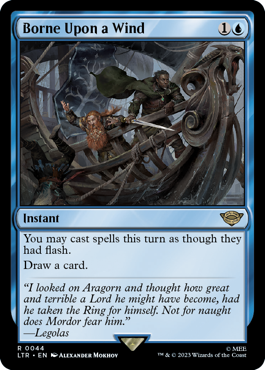 Borne Upon a Wind 1
Instant
You may cast spells this turn as though they
had flash.
Draw a card.
“I looked on Aragorn and thought how great
and terrible a Lord he might have become, had
he taken the Ring for himself. Not for naught
does Mordor fear him.”
—Legolas
R 0044
LTR • EN Alexander Mokhov
© MEE
™ & © 2023 Wizards of the Coast